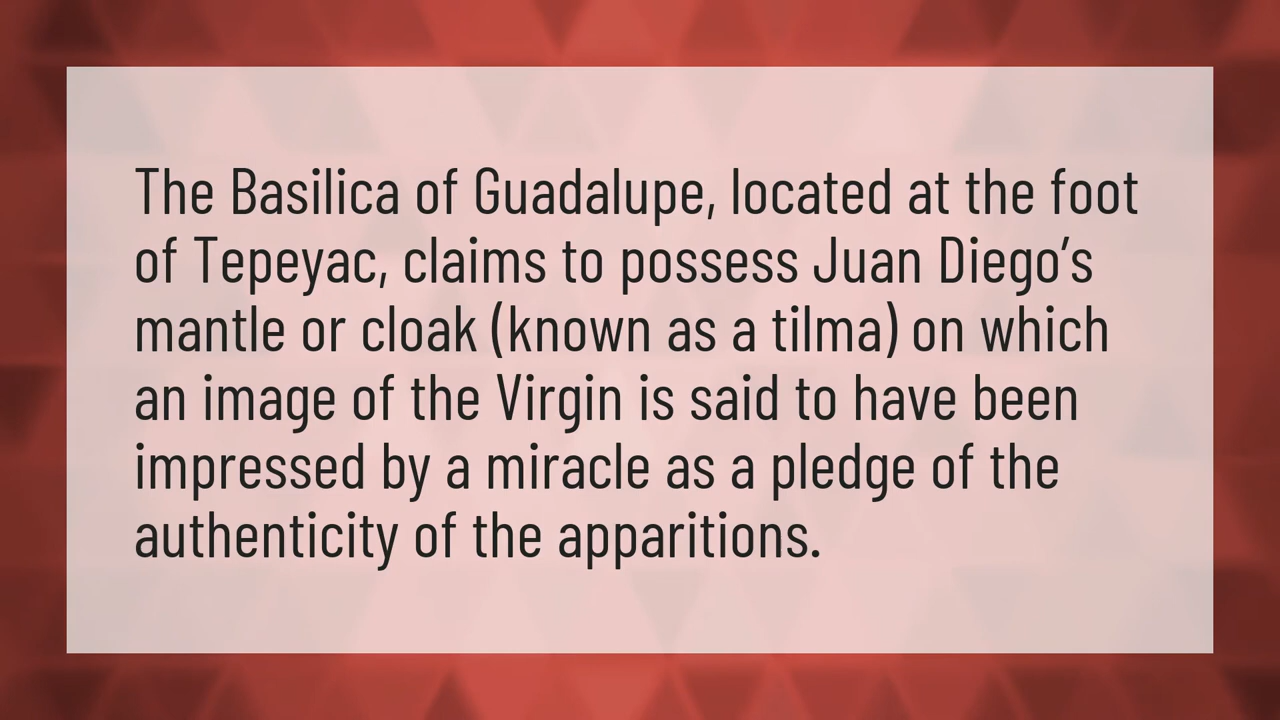 The Basilica of Guadalupe, located at the foot
of Tepeyac, claims to possess Juan Diego’s
mantle or cloak (known as a tilma) on which
an image of the Virgin is said to have been
impressed by a miracle as a pledge of the
authenticity of the apparitions.